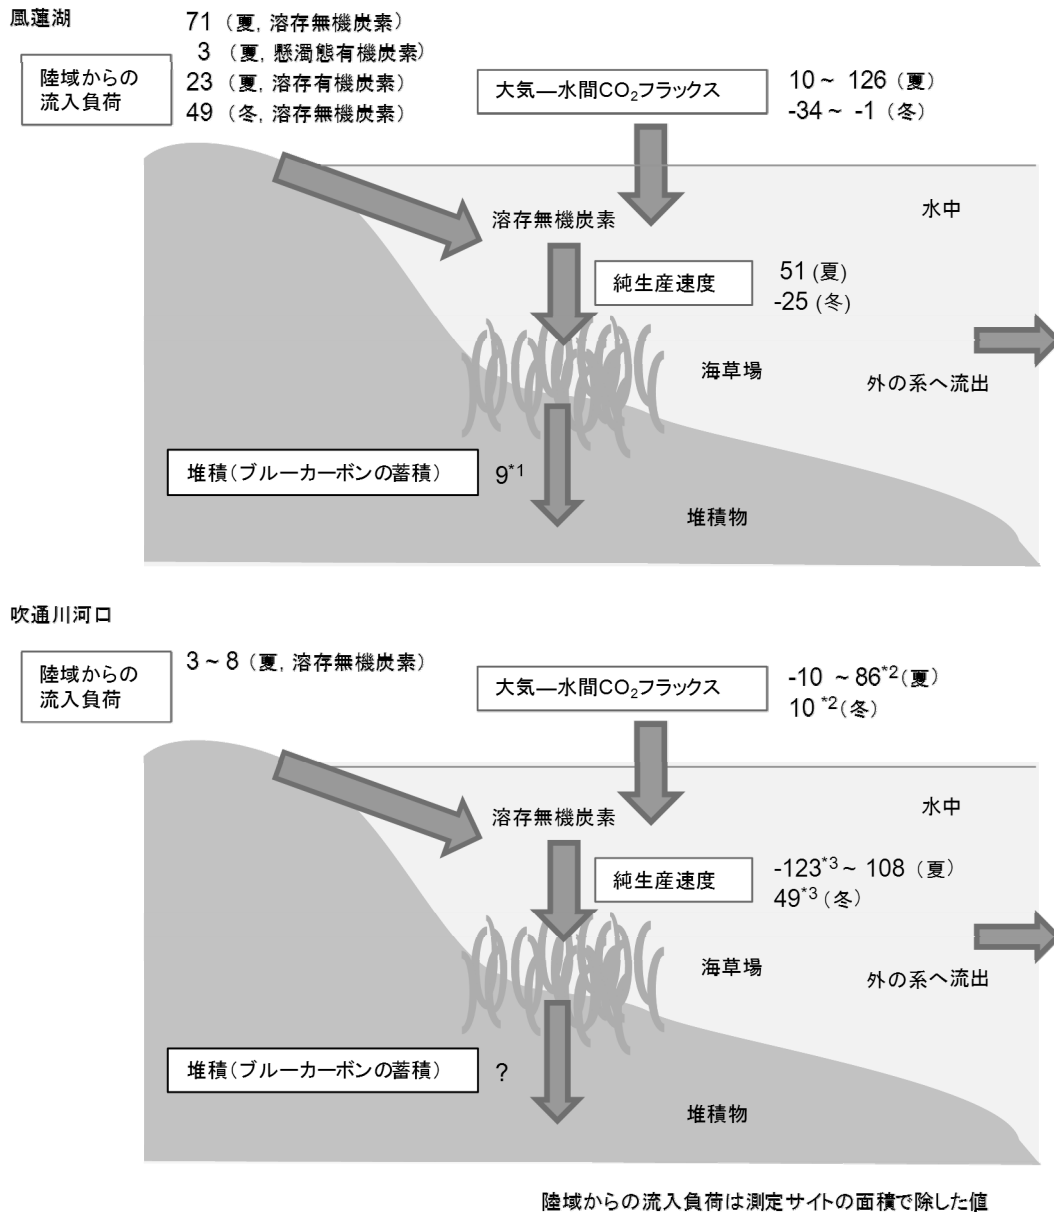 風蓮湖
71 (夏, 溶存無機炭素)
3 (夏, 懸濁態有機炭素)
23 (夏, 溶存有機炭素)
49 (冬, 溶存無機炭素)
陸域からの
流入負荷
大気―水間CO₂フラックス
10 ~ 126 (夏)
-34 ~ -1 (冬)
水中
溶存無機炭素
純生産速度
51 (夏)
-25 (冬)
海草場
外の系へ流出
堆積(ブルーカーボンの蓄積)
9*1
堆積物
吹通川河口
陸域からの
流入負荷
3 ~ 8 (夏, 溶存無機炭素)
大気―水間CO₂フラックス
-10 ~ 86*2(夏)
10 *2(冬)
水中
溶存無機炭素
純生産速度
-123*3 ~ 108 (夏)
49*3 (冬)
海草場
外の系へ流出
堆積(ブルーカーボンの蓄積)
?
堆積物
陸域からの流入負荷は測定サイトの面積で除した値